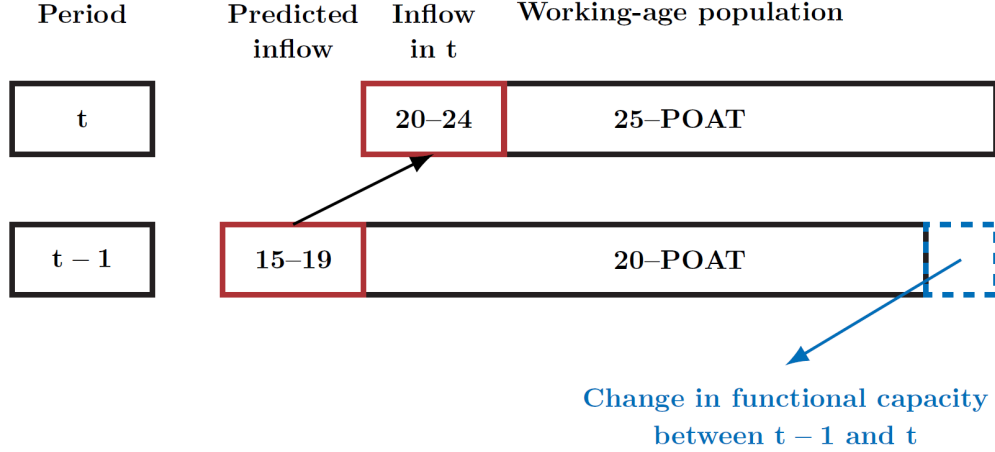 Period
Predicted
inflow
Inflow
in t
Working-age population
t
20–24
25–POAT
t − 1
15–19
20–POAT
Change in functional capacity
between t − 1 and t